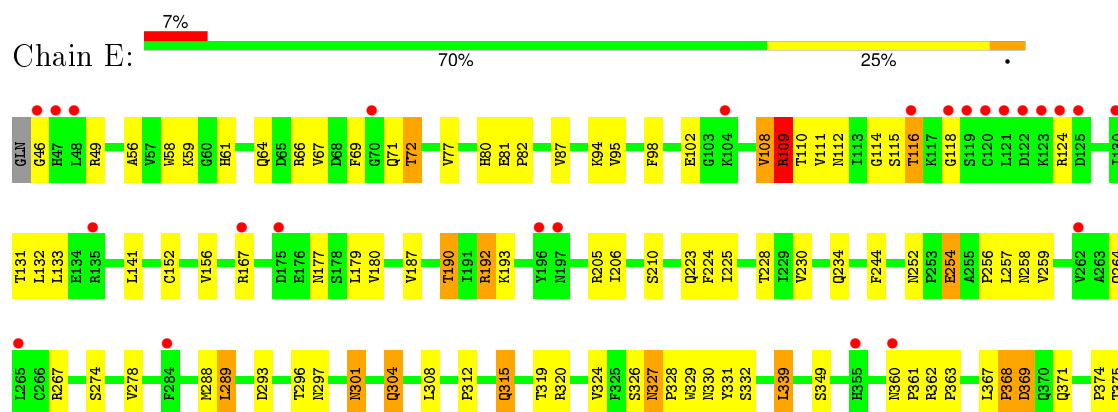 7%
Chain E:
70% 25% •
GLN G46 H47 L48 R49 A56 V57 W58 K59 G60 H61 Q64 D65 R66 V67 D68 F69 G70 Q71 T72 V77 H80 E81 P82 V87 K94 V95 F98 E102 G103 K104 V108 R109 T110 V111 N112 I113 G114 S115 T116 K117 G118 S119 C120 L121 D122 K123 R124 D125 I130
T131 L132 L133 E134 R135 L141 C152 V156 R167 D175 E176 N177 S178 L179 V180 V187 T190 I191 R192 K193 Y196 N197 R205 I206 S210 Q223 F224 I225 T228 I229 V230 Q234 F244 N252 P253 E254 A255 P256 L257 N258 V259 V262 A263 Q264
L265 C266 R267 S274 V278 F284 M288 L289 D293 T296 N297 N301 Q304 L308 P312 Q315 T319 R320 V324 F325 S326 N327 P328 W329 N330 Y331 S332 L339 S349 H355 N360 P361 R362 P363 L367 P368 D369 Q370 Q371 P374 T375